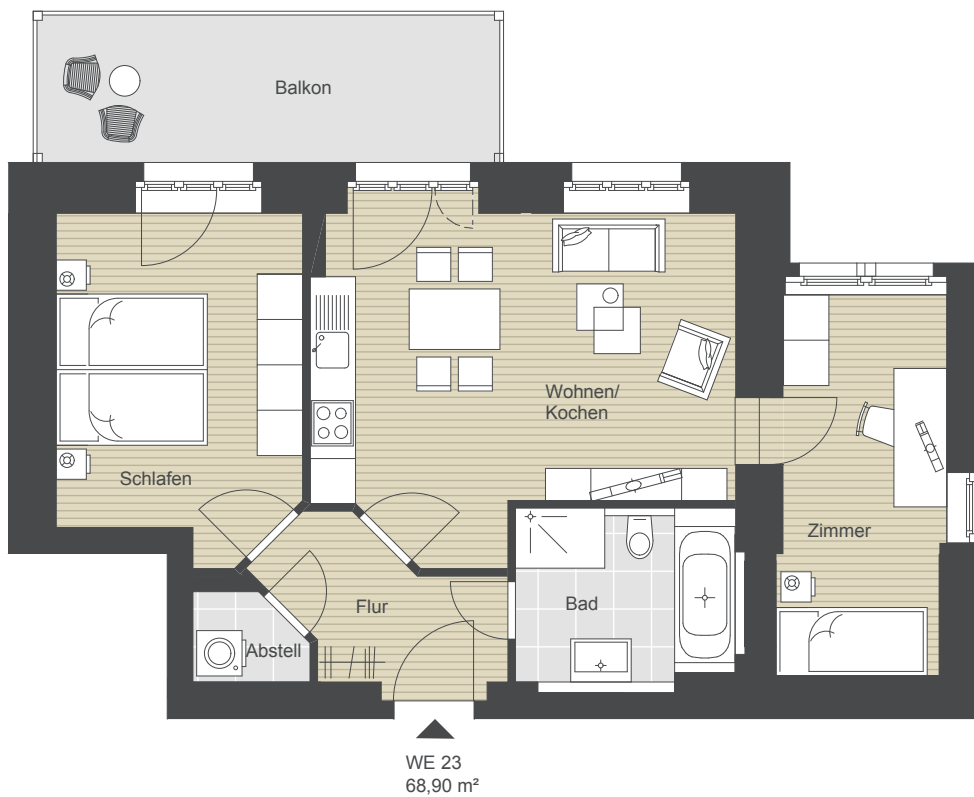 Balkon
Wohnen/
Kochen
Schlafen
Zimmer
Flur
Bad
Abstell
WE 23
68,90 m²